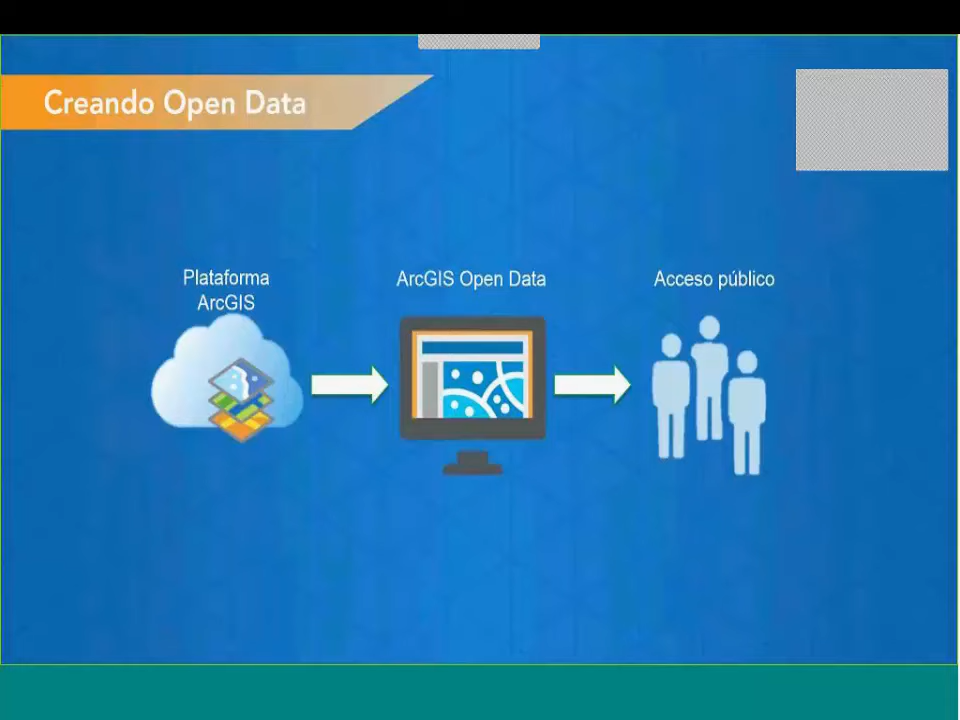 Creando Open Data
Plataforma
ArcGIS
ArcGIS Open Data
Acceso público